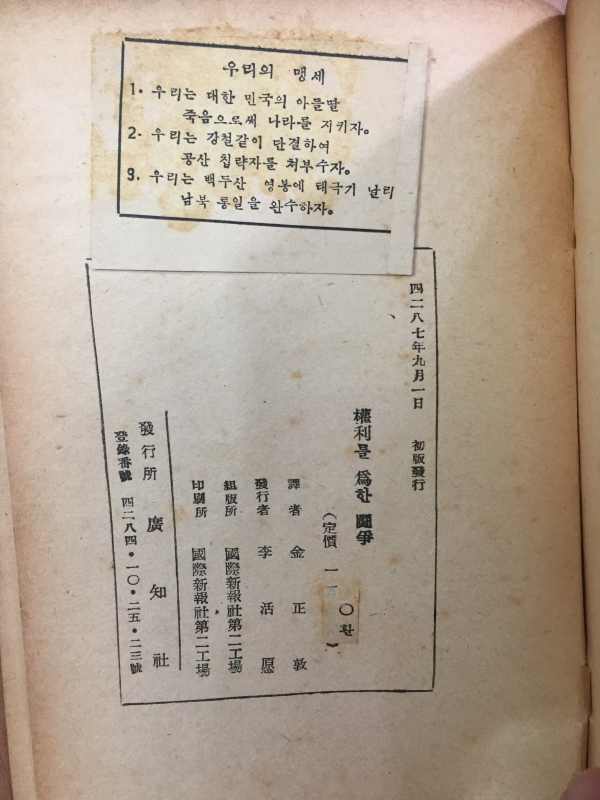 우리의 맹세
1. 우리는 대한 민국의 아들딸
죽음으로써 나라를 지키자。
2. 우리는 강철같이 단결하여
공산 침략자를 처부수자。
3. 우리는 백두산 영봉에 태극기 날리
남북 통일을 완수하자。
四二八七年九月一日 初版發行
權利를 爲한 鬪爭
(定價 一 〇환)
譯者 金正敦
發行者 李活原
組版所 國際新報社第二工場
印刷所 國際新報社第二工場
發行所 廣知社
登錄番號 四二八四·一〇·二五·二三號